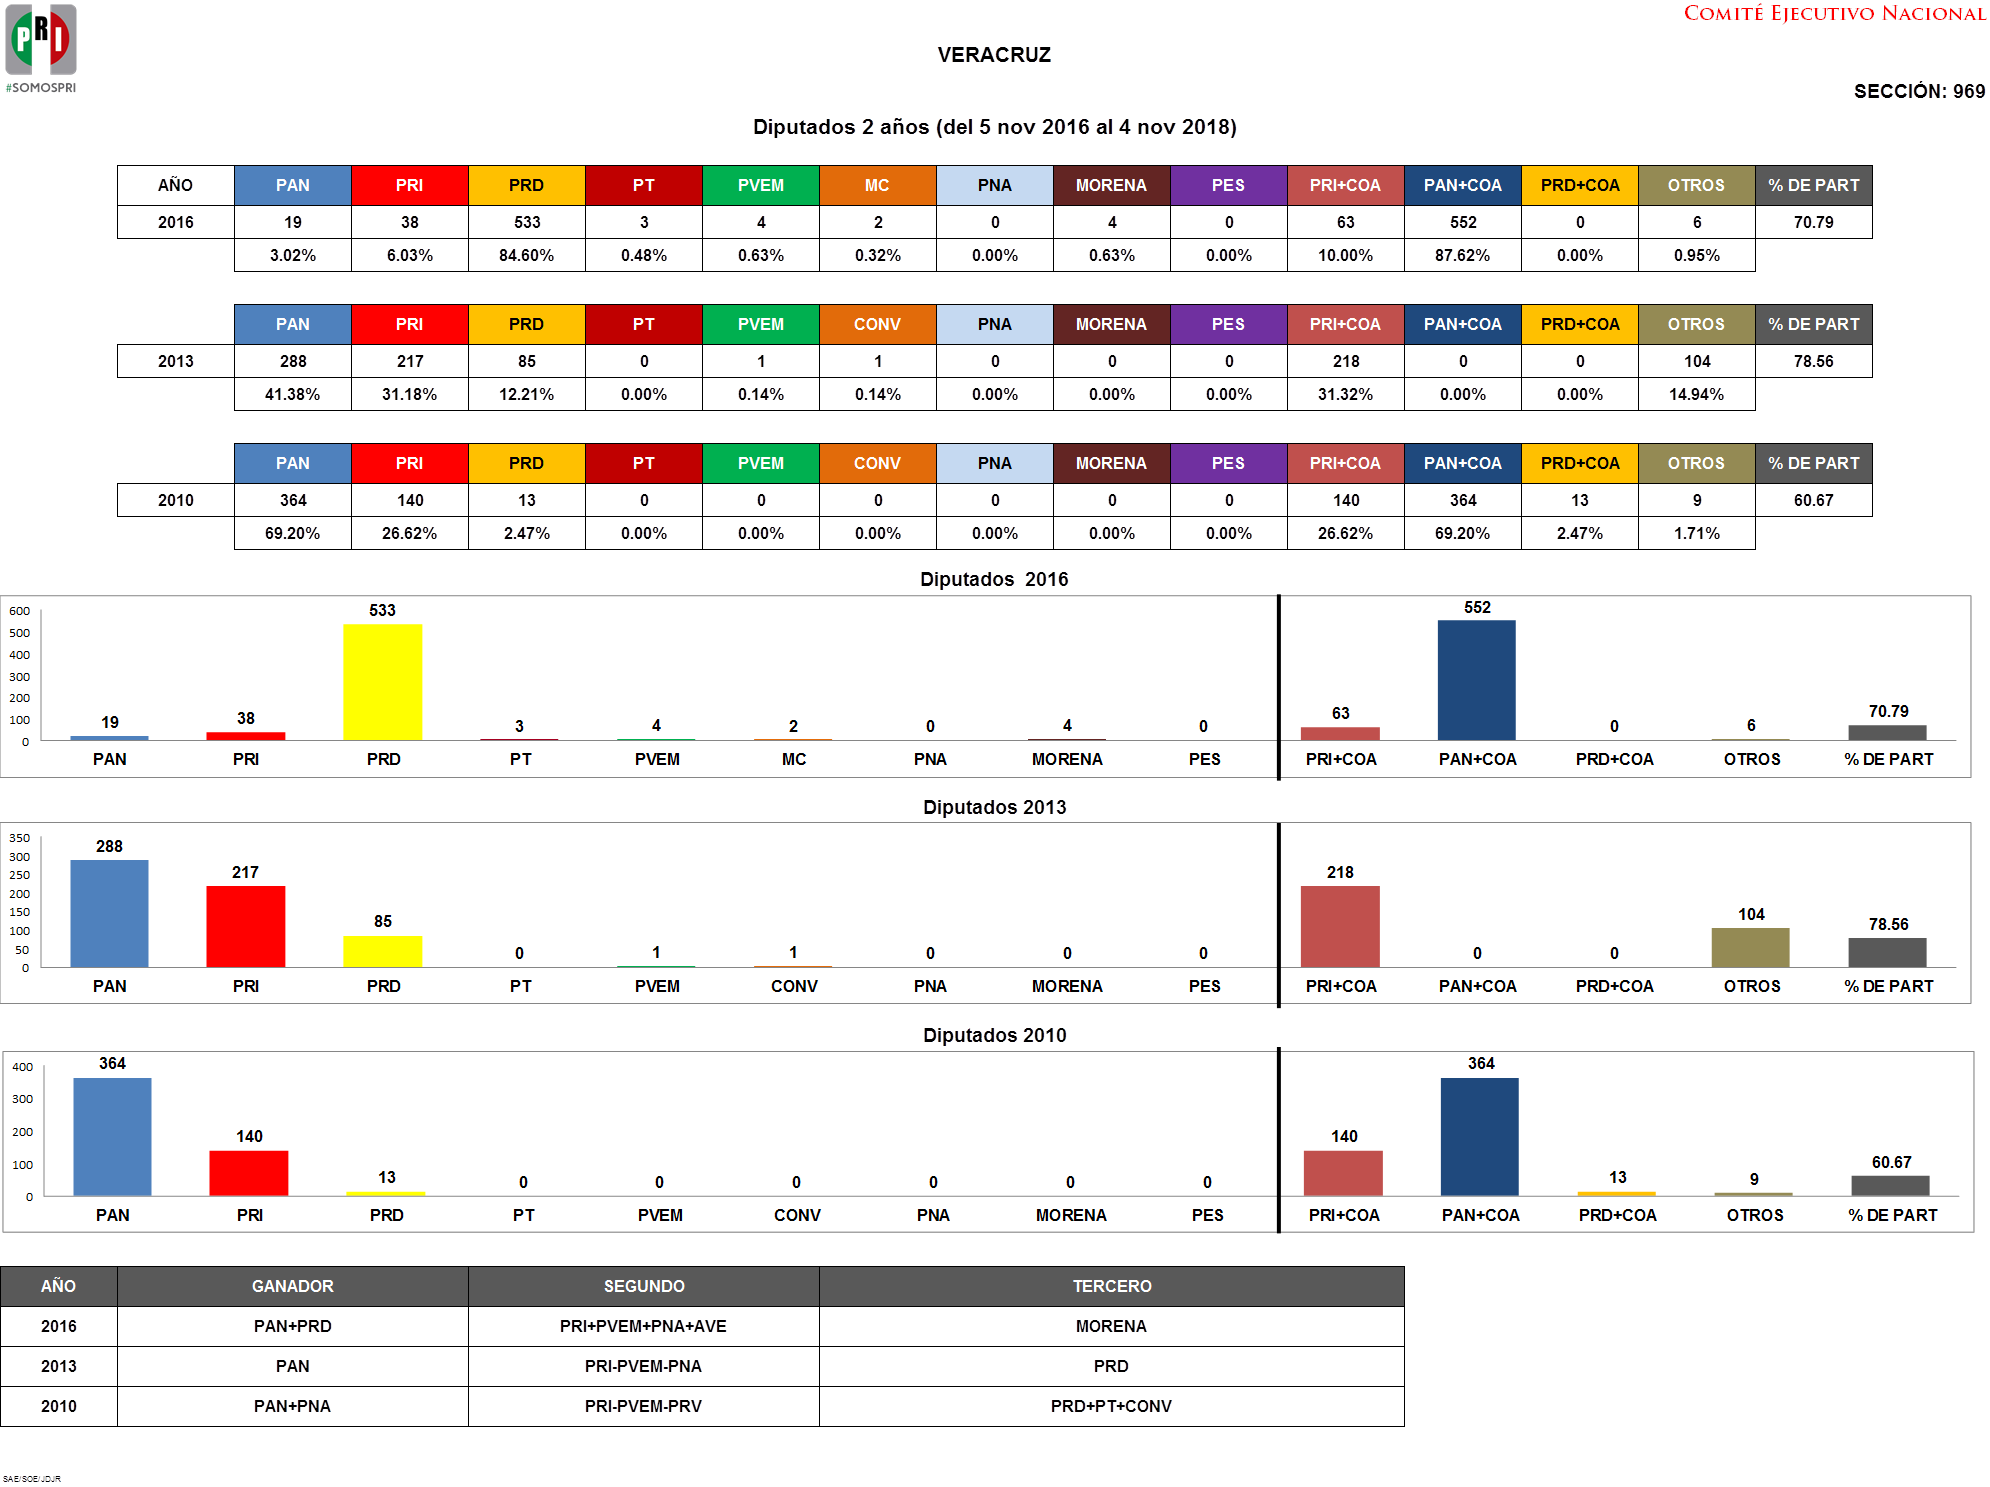 PRI
#SOMOSPRI
COMITÉ EJECUTIVO NACIONAL
VERACRUZ
SECCIÓN: 969
Diputados 2 años (del 5 nov 2016 al 4 nov 2018)
AÑO PAN PRI PRD PT PVEM MC PNA MORENA PES PRI+COA PAN+COA PRD+COA OTROS % DE PART
2016 19 38 533 3 4 2 0 4 0 63 552 0 6 70.79
3.02% 6.03% 84.60% 0.48% 0.63% 0.32% 0.00% 0.63% 0.00% 10.00% 87.62% 0.00% 0.95%
PAN PRI PRD PT PVEM CONV PNA MORENA PES PRI+COA PAN+COA PRD+COA OTROS % DE PART
2013 288 217 85 0 1 1 0 0 0 218 0 0 104 78.56
41.38% 31.18% 12.21% 0.00% 0.14% 0.14% 0.00% 0.00% 0.00% 31.32% 0.00% 0.00% 14.94%
PAN PRI PRD PT PVEM CONV PNA MORENA PES PRI+COA PAN+COA PRD+COA OTROS % DE PART
2010 364 140 13 0 0 0 0 0 0 140 364 13 9 60.67
69.20% 26.62% 2.47% 0.00% 0.00% 0.00% 0.00% 0.00% 0.00% 26.62% 69.20% 2.47% 1.71%
Diputados  2016
600
500
400
300
200
100
0
19 38 533 3 4 2 0 4 0 63 552 0 6 70.79
PAN PRI PRD PT PVEM MC PNA MORENA PES PRI+COA PAN+COA PRD+COA OTROS % DE PART
Diputados 2013
350
300
250
200
150
100
50
0
288 217 85 0 1 1 0 0 0 218 0 0 104 78.56
PAN PRI PRD PT PVEM CONV PNA MORENA PES PRI+COA PAN+COA PRD+COA OTROS % DE PART
Diputados 2010
400
300
200
100
0
364 140 13 0 0 0 0 0 0 140 364 13 9 60.67
PAN PRI PRD PT PVEM CONV PNA MORENA PES PRI+COA PAN+COA PRD+COA OTROS % DE PART
AÑO GANADOR SEGUNDO TERCERO
2016 PAN+PRD PRI+PVEM+PNA+AVE MORENA
2013 PAN PRI-PVEM-PNA PRD
2010 PAN+PNA PRI-PVEM-PRV PRD+PT+CONV
SAE/SOE/JDJR